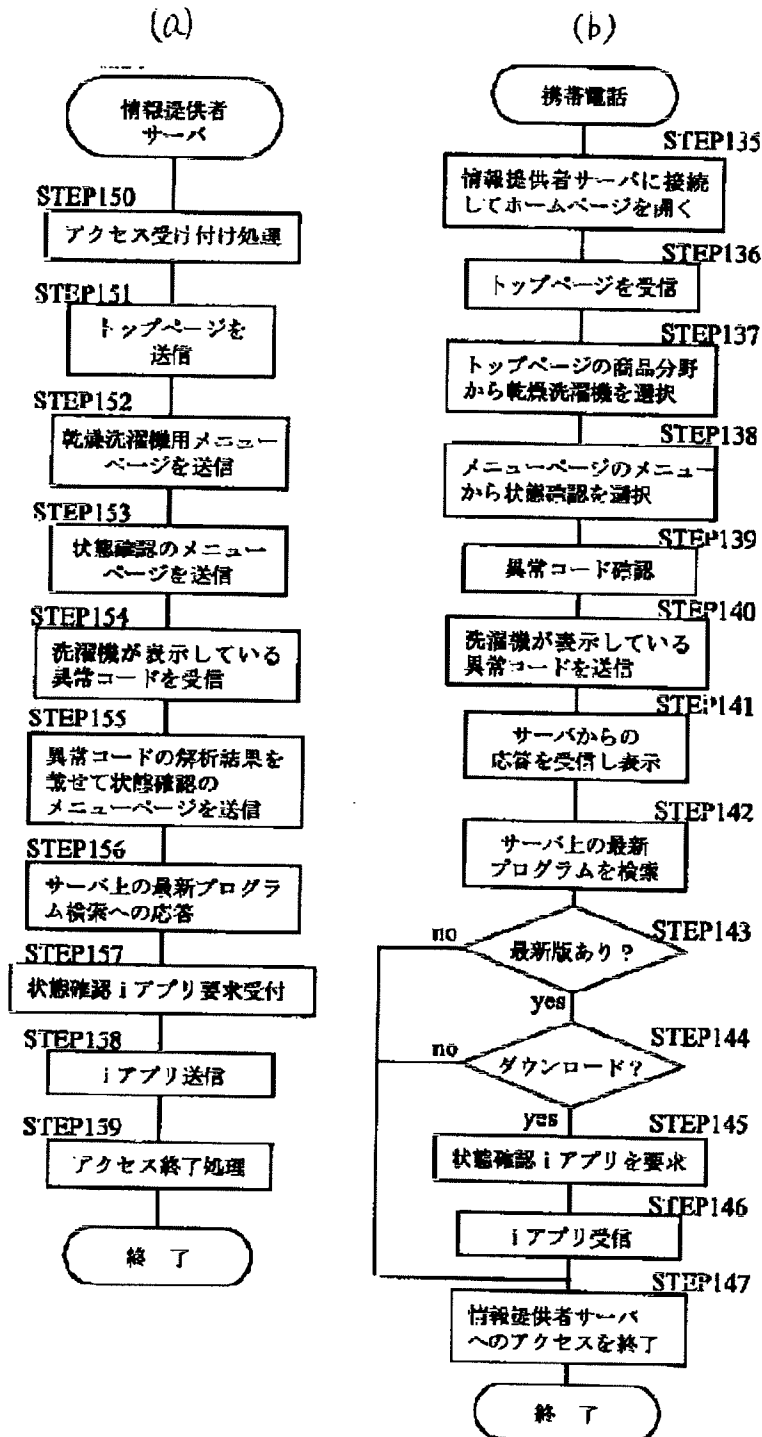 (a)
情報提供者
サーバ
STEP150
アクセス受け付け処理
STEP151
トップページを
送信
STEP152
乾燥洗濯機用メニュー
ページを送信
STEP153
状態確認のメニュー
ページを送信
STEP154
洗濯機が表示している
異常コードを受信
STEP155
異常コードの解析結果を
載せて状態確認の
メニューページを送信
STEP156
サーバ上の最新プログラ
ム検索への応答
STEP157
状態確認iアプリ要求受付
STEP158
iアプリ送信
STEP159
アクセス終了処理
終了
(b)
携帯電話
STEP135
情報提供者サーバに接続
してホームページを開く
STEP136
トップページを受信
STEP137
トップページの商品分野
から乾燥洗濯機を選択
STEP138
メニューページのメニュー
から状態確認を選択
STEP139
異常コード確認
STEP140
洗濯機が表示している
異常コードを送信
STEP141
サーバからの
応答を受信し表示
STEP142
サーバ上の最新
プログラムを検索
STEP143
no
最新版あり?
yes
STEP144
no
ダウンロード?
yes
STEP145
状態確認iアプリを要求
STEP146
iアプリ受信
STEP147
情報提供者サーバ
へのアクセスを終了
終了